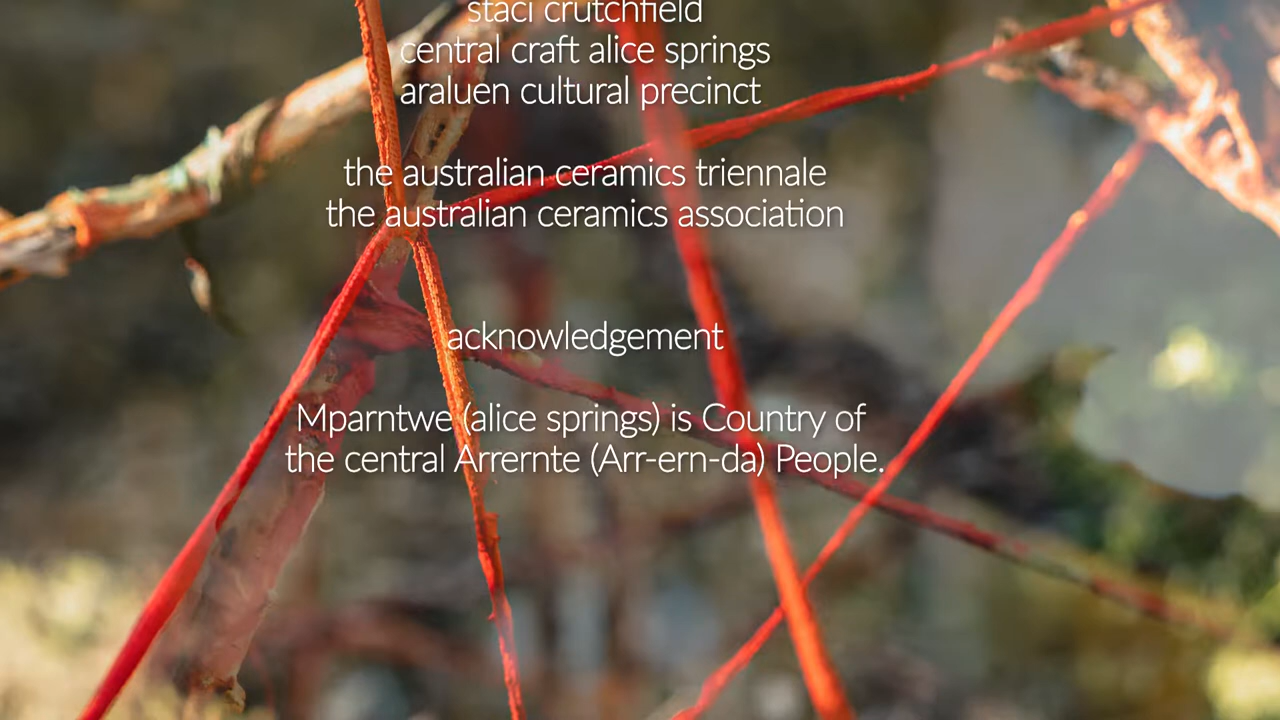 staci crutchfield
central craft alice springs
araluen cultural precinct
the australian ceramics triennale
the australian ceramics association
acknowledgement
Mparntwe (alice springs) is Country of
the central Arrernte (Arr-ern-da) People.